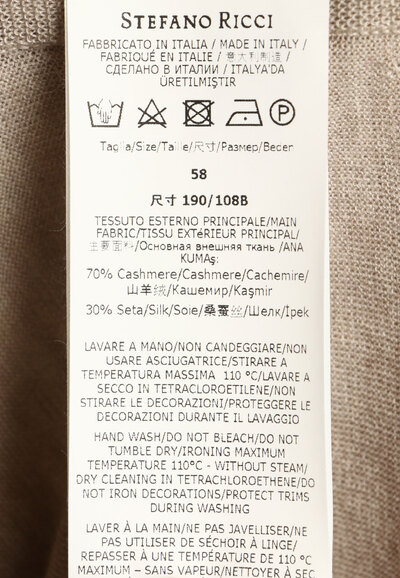 STEFANO RICCI
FABBRICATO IN ITALIA / MADE IN ITALY /
FABRIQUÉ EN ITALIE / 意大利制造 /
СДЕЛАНО В ИТАЛИИ / ITALYA'DA
ÜRETILMIŞTIR
P
Taglia/Size/Taille/尺寸/Размер/Beden
58
尺寸 190/108B
TESSUTO ESTERNO PRINCIPALE/MAIN
FABRIC/TISSU EXTéRIEUR PRINCIPAL/
主要面料/Основная внешняя ткань /ANA
KUMAş:
70% Cashmere/Cashmere/Cachemire/
山羊绒/Кашемир/Kaşmir
30% Seta/Silk/Soie/桑蚕丝/Шелк/İpek
LAVARE A MANO/NON CANDEGGIARE/NON
USARE ASCIUGATRICE/STIRARE A
TEMPERATURA MASSIMA 110 °C/LAVARE A
SECCO IN TETRACLOROETILENE/NON
STIRARE LE DECORAZIONI/PROTEGGERE LE
DECORAZIONI DURANTE IL LAVAGGIO
HAND WASH/DO NOT BLEACH/DO NOT
TUMBLE DRY/IRONING MAXIMUM
TEMPERATURE 110°C - WITHOUT STEAM/
DRY CLEANING IN TETRACHLOROETHENE/DO
NOT IRON DECORATIONS/PROTECT TRIMS
DURING WASHING
LAVER À LA MAIN/NE PAS JAVELLISER/NE
PAS UTILISER DE SÉCHOIR À LINGE/
REPASSER À UNE TEMPÉRATURE DE 110 °C
MAXIMUM – SANS VAPEUR/NETTOYER À SEC